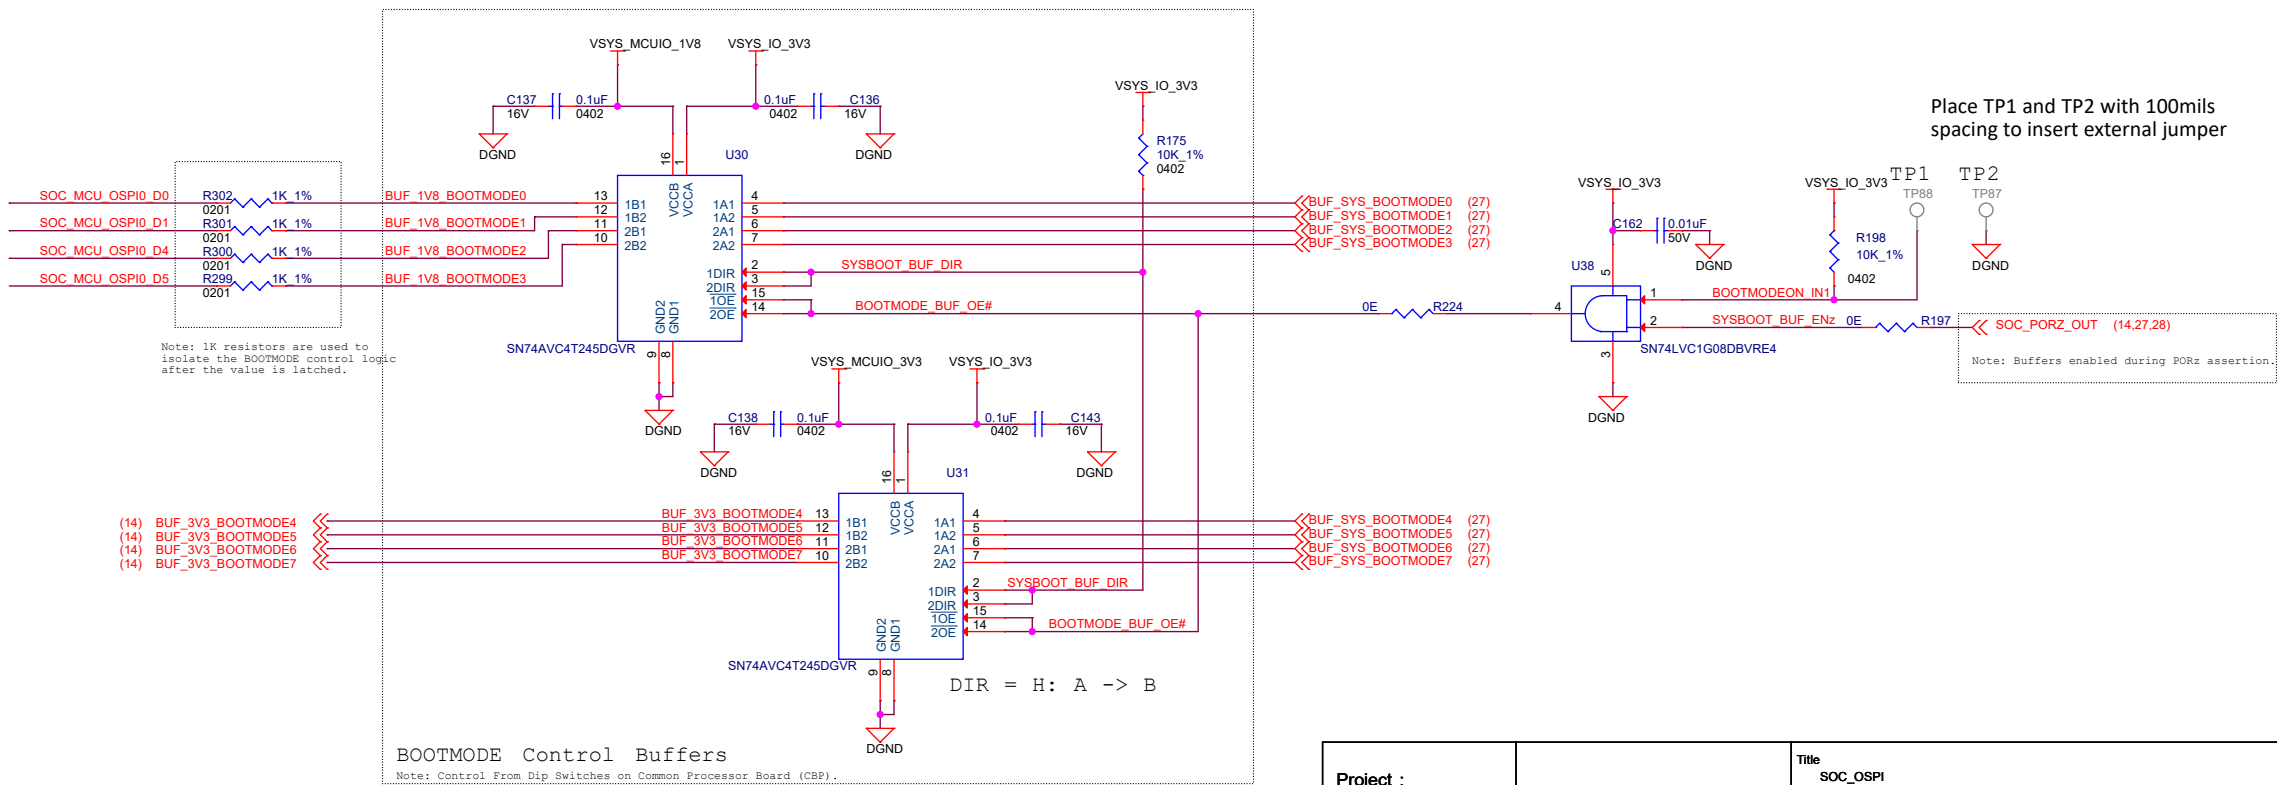 VSYS_MCUIO_1V8
VSYS_IO_3V3
C137
16V
0.1uF
0402
0.1uF
0402
C136
16V
DGND
DGND
VSYS_IO_3V3
R175
10K_1%
0402
Place TP1 and TP2 with 100mils
spacing to insert external jumper
TP1
TP88
TP2
TP87
DGND
U30
16
1
VCCB
VCCA
SOC_MCU_OSPI0_D0
R302
1K_1%
0201
BUF_1V8_BOOTMODE0
13
1B1
1A1
4
BUF_SYS_BOOTMODE0 (27)
SOC_MCU_OSPI0_D1
R301
1K_1%
0201
BUF_1V8_BOOTMODE1
12
1B2
1A2
5
BUF_SYS_BOOTMODE1 (27)
SOC_MCU_OSPI0_D4
R300
1K_1%
0201
BUF_1V8_BOOTMODE2
11
2B1
2A1
6
BUF_SYS_BOOTMODE2 (27)
SOC_MCU_OSPI0_D5
R299
1K_1%
0201
BUF_1V8_BOOTMODE3
10
2B2
2A2
7
BUF_SYS_BOOTMODE3 (27)
1DIR
2
SYSBOOT_BUF_DIR
2DIR
3
1OE
15
2OE
14
BOOTMODE_BUF_OE#
GND2
GND1
9
8
SN74AVC4T245DGVR
DGND
Note: 1K resistors are used to
isolate the BOOTMODE control logic
after the value is latched.
0E
R224
VSYS_IO_3V3
C162
0.01uF
50V
DGND
U38
5
4
1
2
3
SN74LVC1G08DBVRE4
DGND
VSYS_IO_3V3
R198
10K_1%
0402
BOOTMODEON_IN1
SYSBOOT_BUF_ENz
0E
R197
SOC_PORZ_OUT (14,27,28)
Note: Buffers enabled during PORz assertion.
VSYS_MCUIO_3V3
VSYS_IO_3V3
C138
16V
0.1uF
0402
0.1uF
0402
C143
16V
DGND
DGND
U31
16
1
VCCB
VCCA
(14) BUF_3V3_BOOTMODE4
BUF_3V3_BOOTMODE4
13
1B1
1A1
4
BUF_SYS_BOOTMODE4 (27)
(14) BUF_3V3_BOOTMODE5
BUF_3V3_BOOTMODE5
12
1B2
1A2
5
BUF_SYS_BOOTMODE5 (27)
(14) BUF_3V3_BOOTMODE6
BUF_3V3_BOOTMODE6
11
2B1
2A1
6
BUF_SYS_BOOTMODE6 (27)
(14) BUF_3V3_BOOTMODE7
BUF_3V3_BOOTMODE7
10
2B2
2A2
7
BUF_SYS_BOOTMODE7 (27)
1DIR
2
SYSBOOT_BUF_DIR
2DIR
3
1OE
15
2OE
14
BOOTMODE_BUF_OE#
GND2
GND1
9
8
SN74AVC4T245DGVR
DIR = H: A -> B
DGND
BOOTMODE Control Buffers
Note: Control From Dip Switches on Common Processor Board (CBP).
Project :
Title
SOC_OSPI